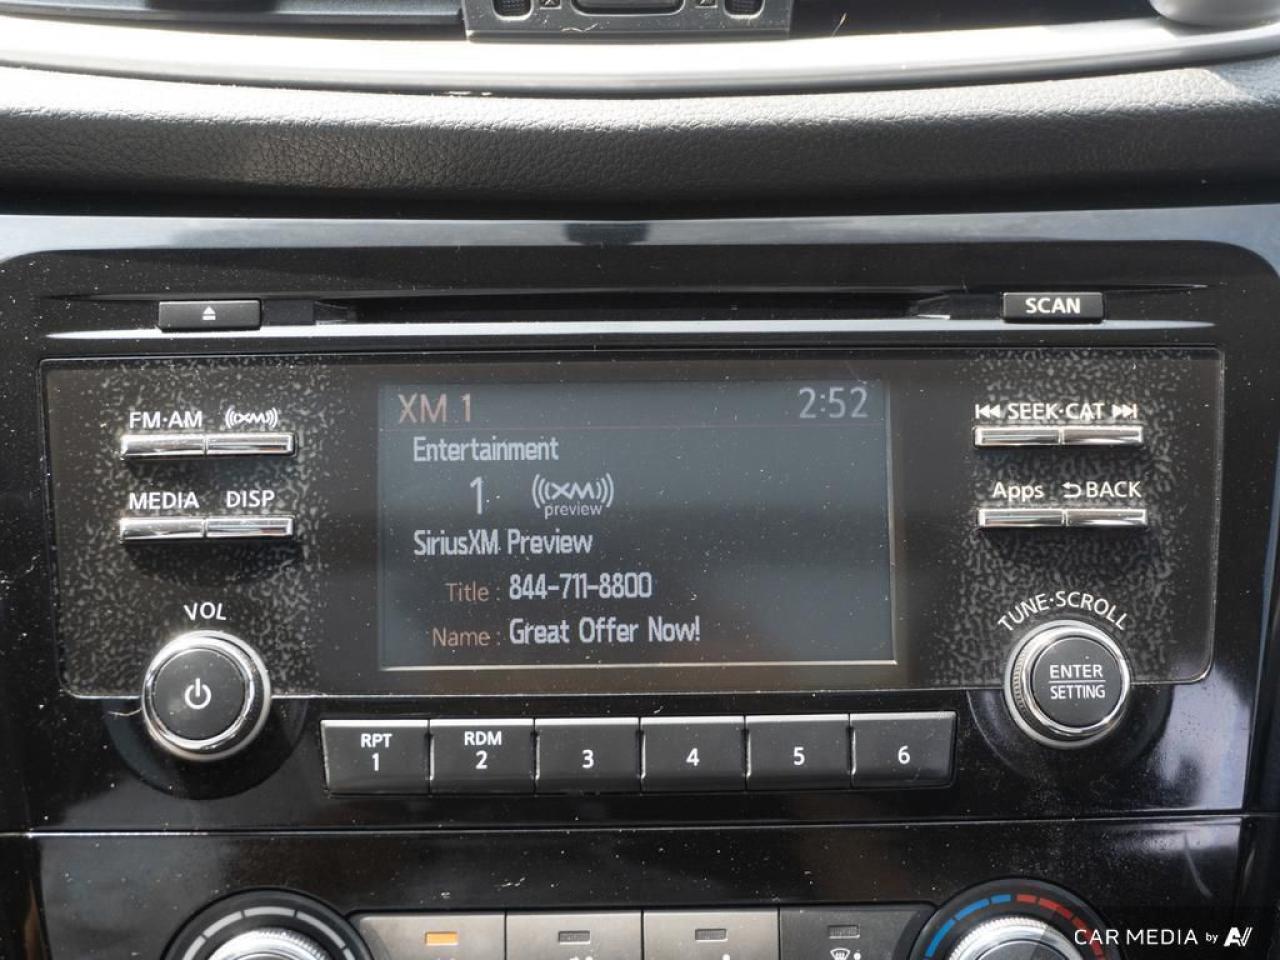 SCAN
FM·AM ((XM))
XM 1 2:52
SEEK·CAT
Entertainment
1 ((XM))
preview
MEDIA DISP
Apps BACK
SiriusXM Preview
Title : 844-711-8800
Name : Great Offer Now!
VOL
TUNE·SCROLL
ENTER
SETTING
RPT
1
RDM
2
3
4
5
6
CAR MEDIA by AV